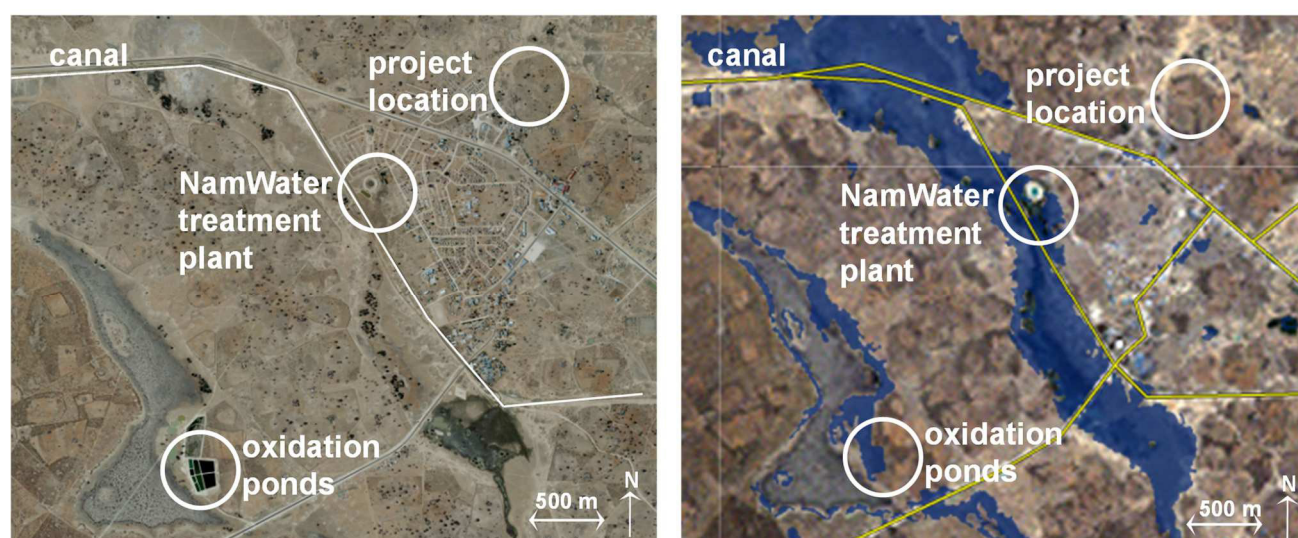 canal
project
location
NamWater
treatment
plant
oxidation
ponds
500 m
N
canal
project
location
NamWater
treatment
plant
oxidation
ponds
500 m
N